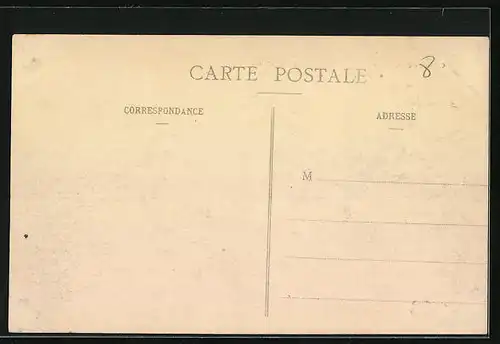 CARTE POSTALE
8
CORRESPONDANCE
ADRESSE
M